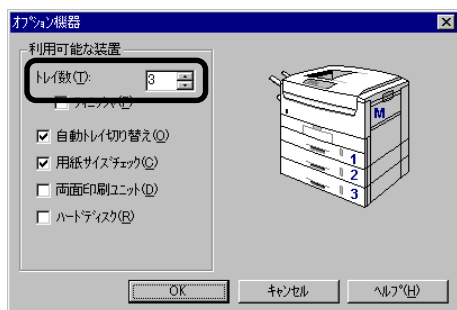 オプション機器
利用可能な装置
トレイ数(T): 3
自動トレイ切り替え(O)
用紙サイズチェック(C)
両面印刷ユニット(D)
ハードディスク(R)
M
1
2
3
OK キャンセル ヘルプ(H)